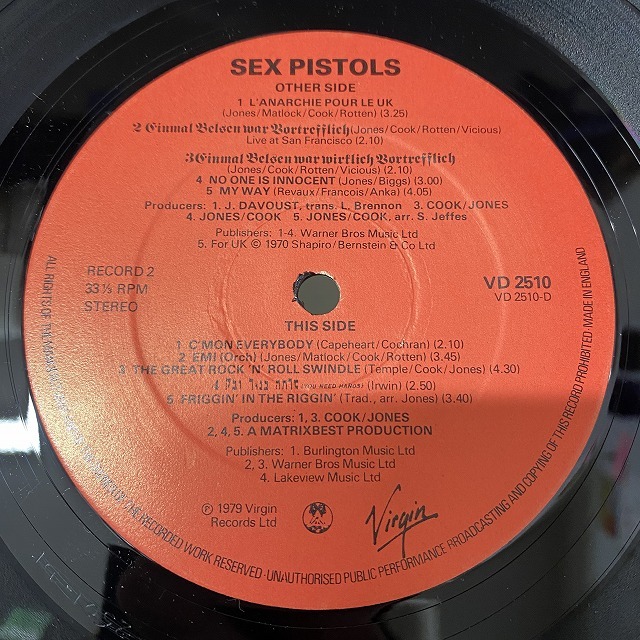 SEX PISTOLS
OTHER SIDE
1 L'ANARCHIE POUR LE UK
(Jones/Matlock/Cook/Rotten) (3.25)
2 Einmal Belsen war Vortrefflich (Jones/Cook/Rotten/Vicious)
Live at San Francisco (2.10)
3 Einmal Belsen war wirklich Vortrefflich
(Jones/Cook/Rotten/Vicious) (2.10)
4 NO ONE IS INNOCENT (Jones/Biggs) (3.00)
5 MY WAY (Revaux/Francois/Anka) (4.05)
Producers: 1. J. DAVOUST, trans. L. Brennon 3. COOK/JONES
4. JONES/COOK 5. JONES/COOK, arr. S. Jeffes
Publishers: 1-4. Warner Bros Music Ltd
5. For UK © 1970 Shapiro/Bernstein & Co Ltd
RECORD 2
33⅓ RPM
STEREO
VD 2510
VD 2510-D
THIS SIDE
1 C'MON EVERYBODY (Capeheart/Cochran) (2.10)
2 EMI (Orch) (Jones/Matlock/Cook/Rotten) (3.45)
3 THE GREAT ROCK 'N' ROLL SWINDLE (Temple/Cook/Jones) (4.30)
4 (YOU NEED HANDS) (Irwin) (2.50)
5 FRIGGIN' IN THE RIGGIN' (Trad., arr. Jones) (3.40)
Producers: 1, 3. COOK/JONES
2, 4, 5. A MATRIXBEST PRODUCTION
Publishers: 1. Burlington Music Ltd
2, 3. Warner Bros Music Ltd
4. Lakeview Music Ltd
℗ 1979 Virgin
Records Ltd
Virgin
ALL RIGHTS OF THE RECORDED WORK RESERVED · UNAUTHORISED PUBLIC PERFORMANCE BROADCASTING AND COPYING OF THIS RECORD PROHIBITED MADE IN ENGLAND